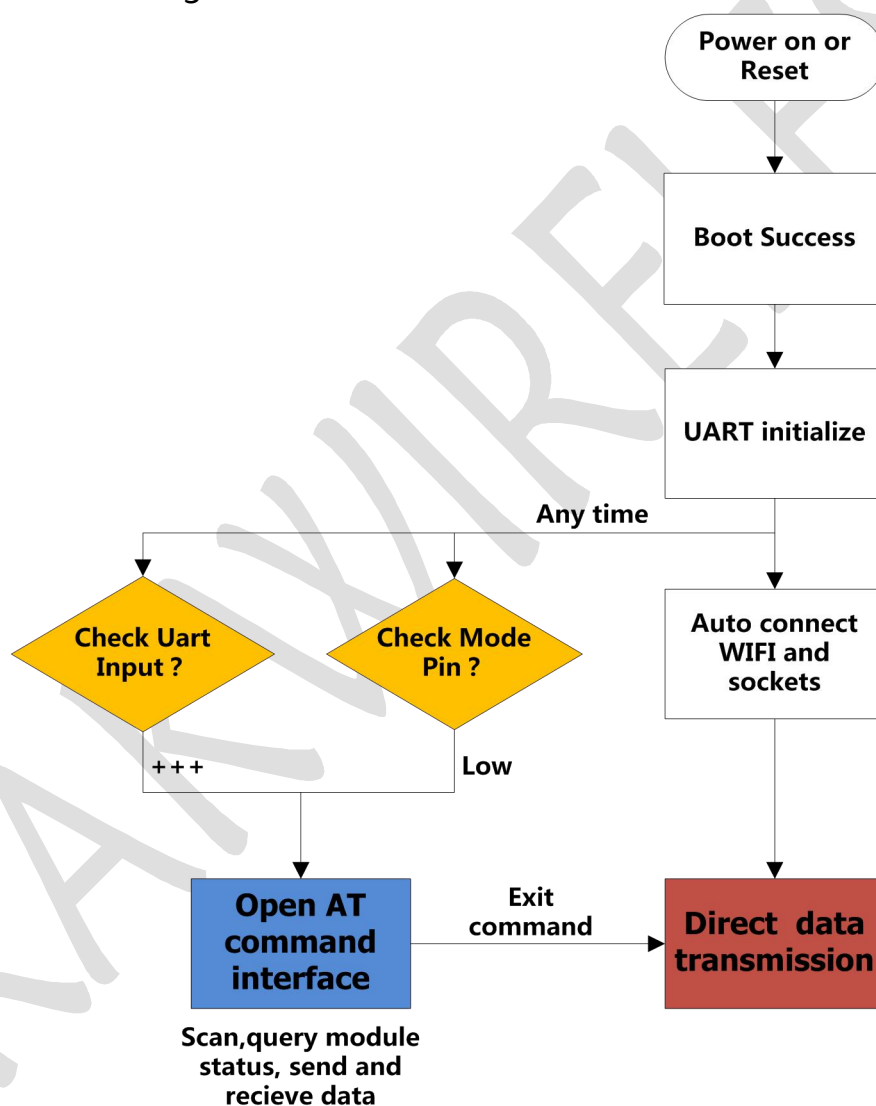 Power on or
Reset
Boot Success
UART initialize
Any time
Check Uart
Input ?
Check Mode
Pin ?
Auto connect
WIFI and
sockets
+++
Low
Open AT
command
interface
Exit
command
Direct data
transmission
Scan,query module
status, send and
recieve data